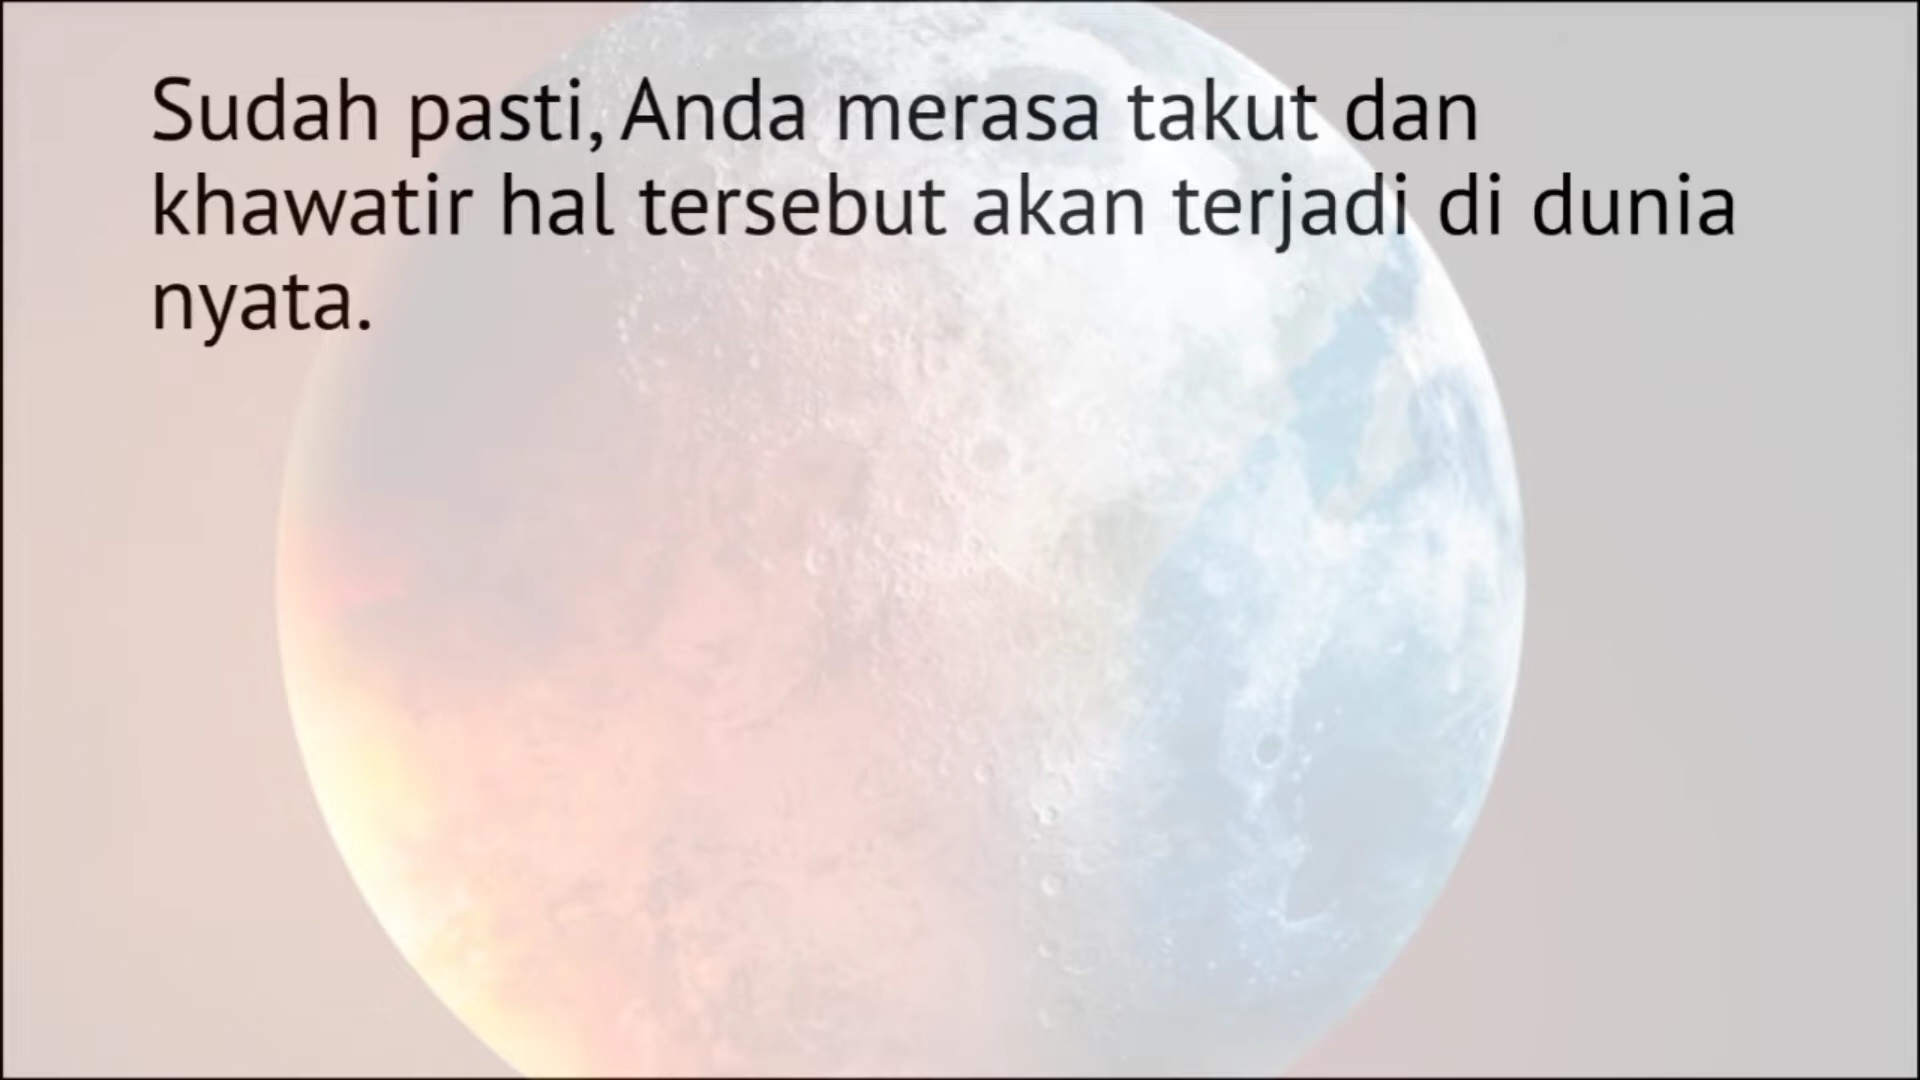 Sudah pasti, Anda merasa takut dan
khawatir hal tersebut akan terjadi di dunia
nyata.